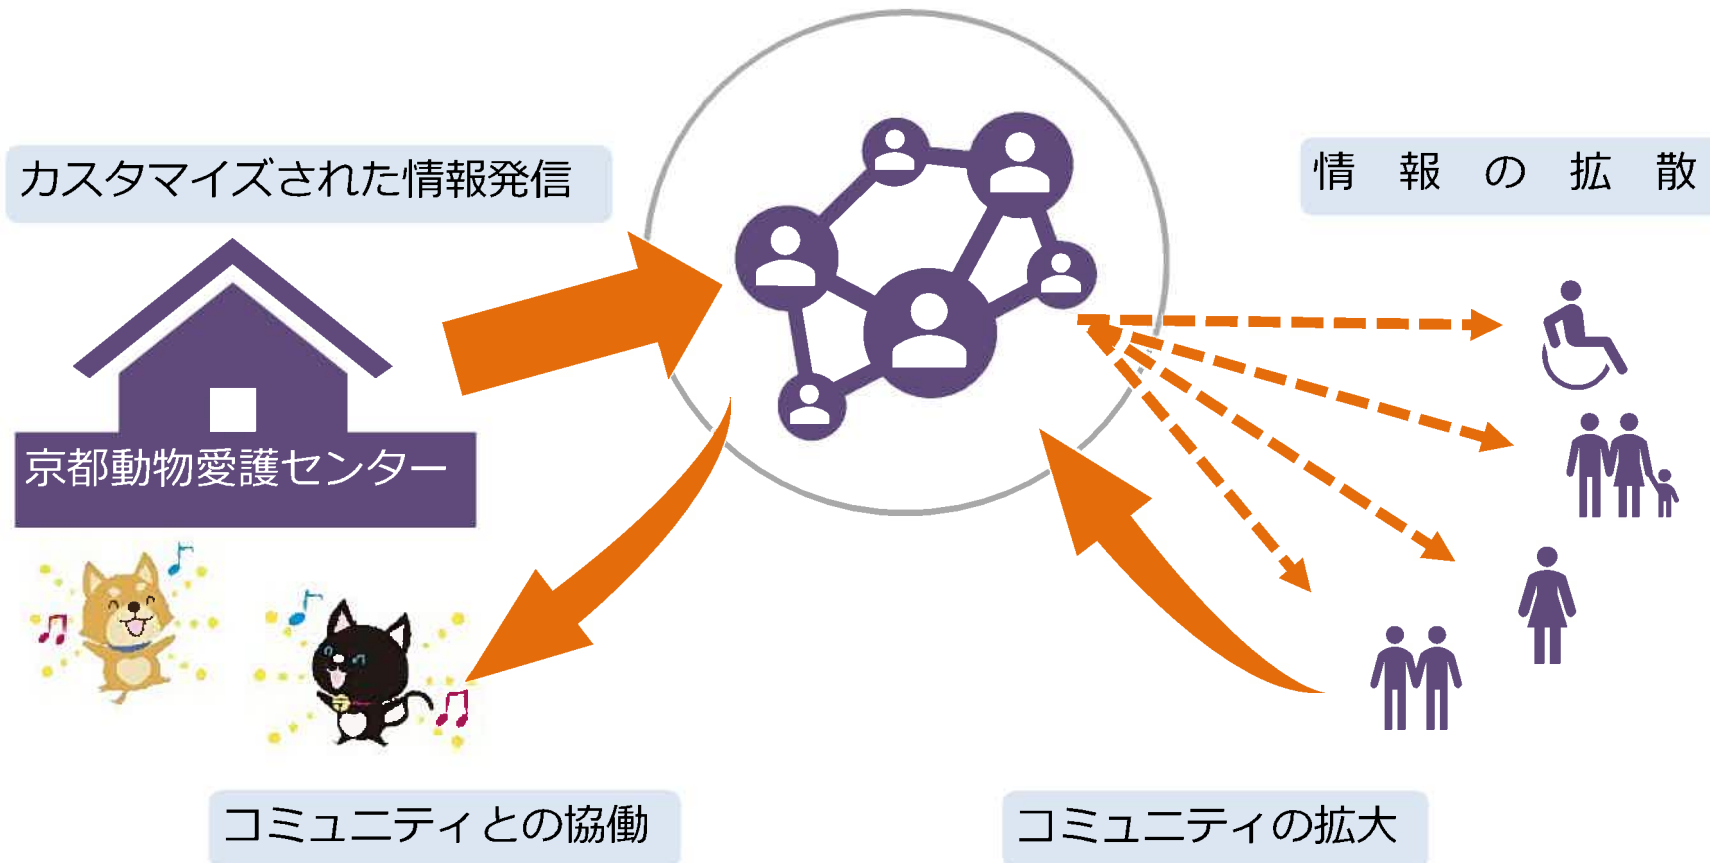 カスタマイズされた情報発信
情報の拡散
京都動物愛護センター
コミュニティとの協働
コミュニティの拡大